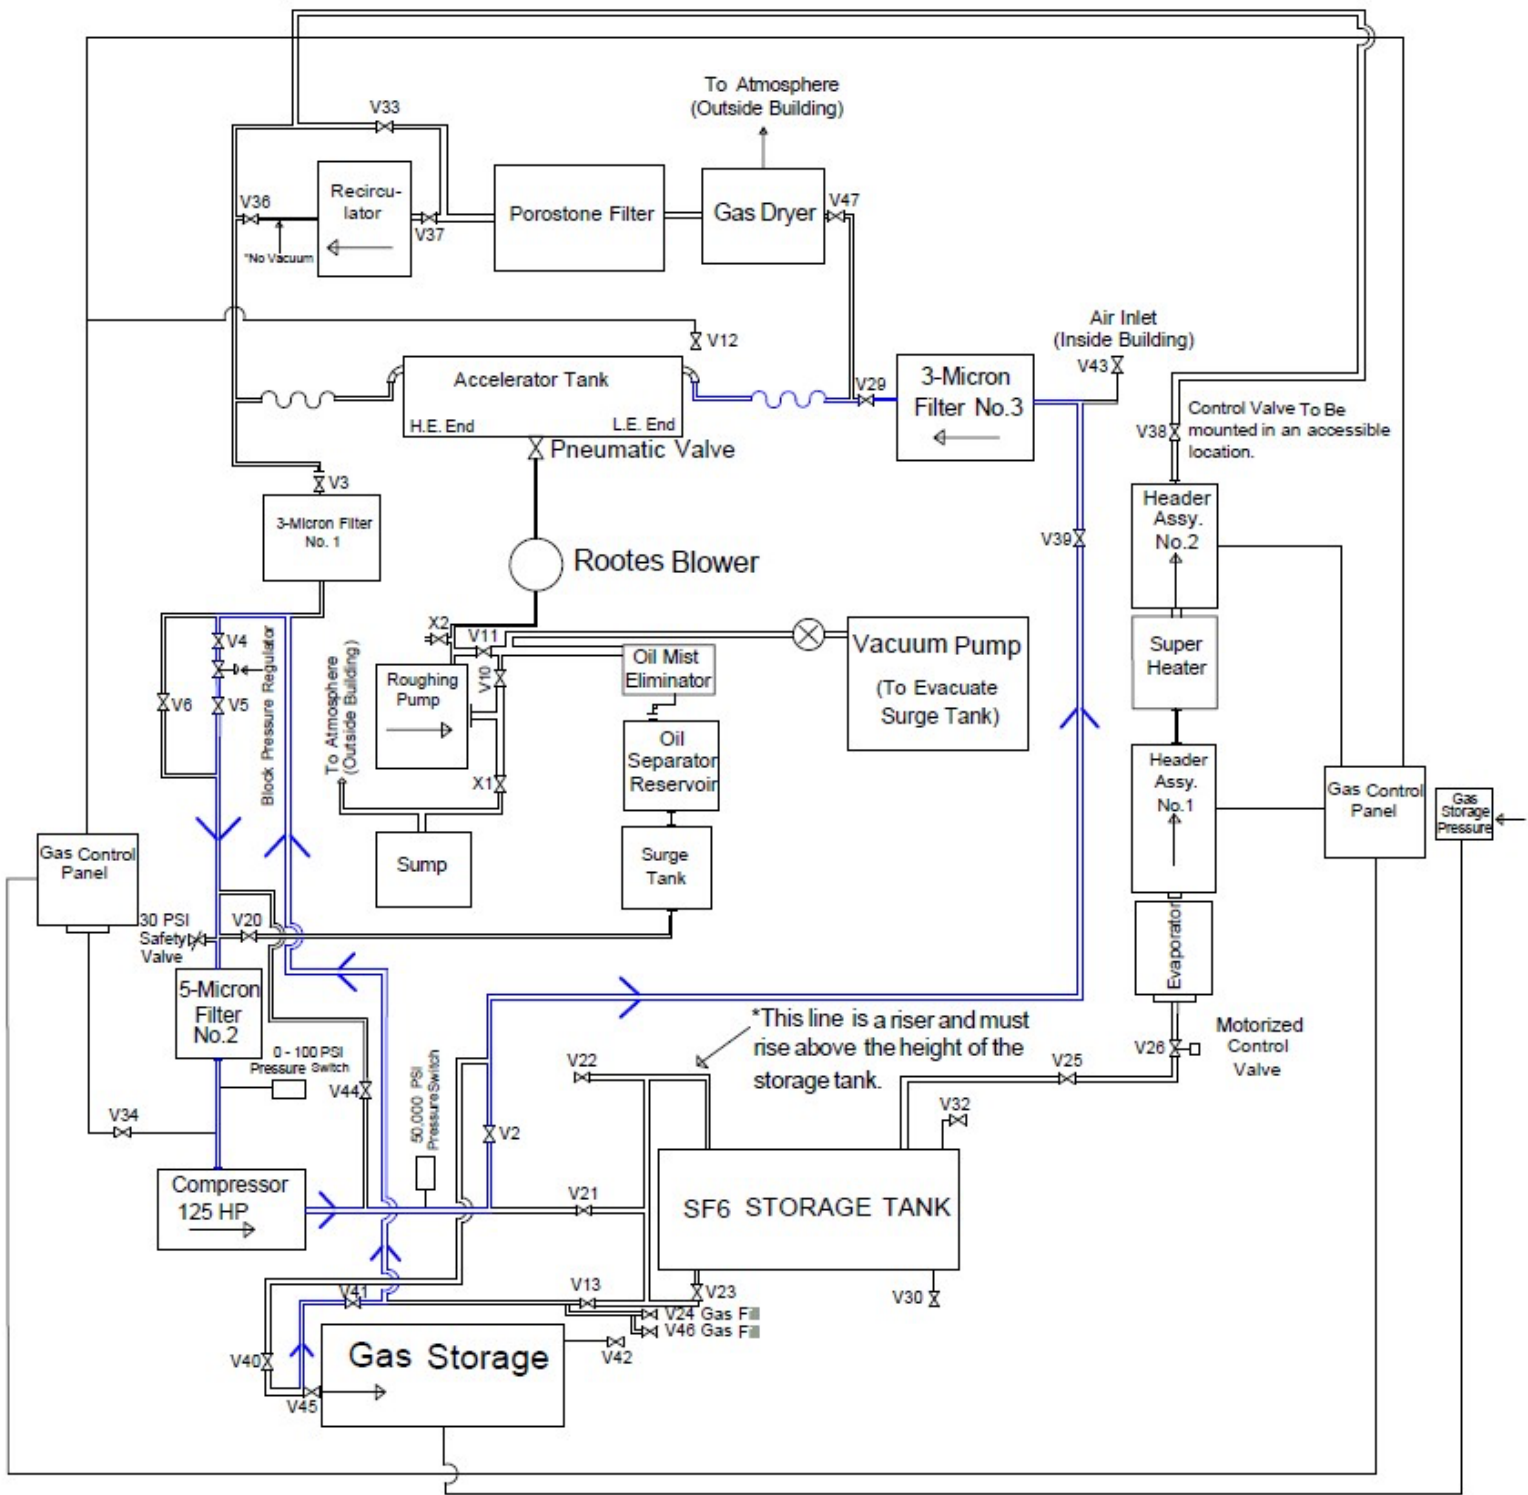 To Atmosphere
(Outside Building)
V33
Recircu-
lator
V36
V37
*No Vacuum
Porostone Filter
Gas Dryer
V47
V12
Air Inlet
(Inside Building)
V43
Accelerator Tank
H.E. End
L.E. End
V29
3-Micron
Filter No.3
Control Valve To Be
mounted in an accessible
location.
V38
Pneumatic Valve
V3
3-Micron Filter
No. 1
Header
Assy.
No.2
V39
Rootes Blower
X2
V11
V10
V4
V5
V6
Block Pressure Regulator
To Atmosphere
(Outside Building)
Roughing
Pump
Oil Mist
Eliminator
Vacuum Pump
(To Evacuate
Surge Tank)
Super
Heater
Oil
Separator
Reservoir
X1
Header
Assy.
No.1
Gas Control
Panel
Gas
Storage
Pressure
Gas Control
Panel
Sump
Surge
Tank
30 PSI
Safety
Valve
V20
Evaporator
5-Micron
Filter
No.2
*This line is a riser and must
rise above the height of the
storage tank.
Motorized
Control
Valve
V26
V25
0 - 100 PSI
Pressure Switch
V44
50,000 PSI
PressureSwitch
V22
V32
V34
V2
Compressor
125 HP
V21
SF6 STORAGE TANK
V41
V13
V23
V30
V24 Gas Fill
V46 Gas Fill
V42
V40
Gas Storage
V45